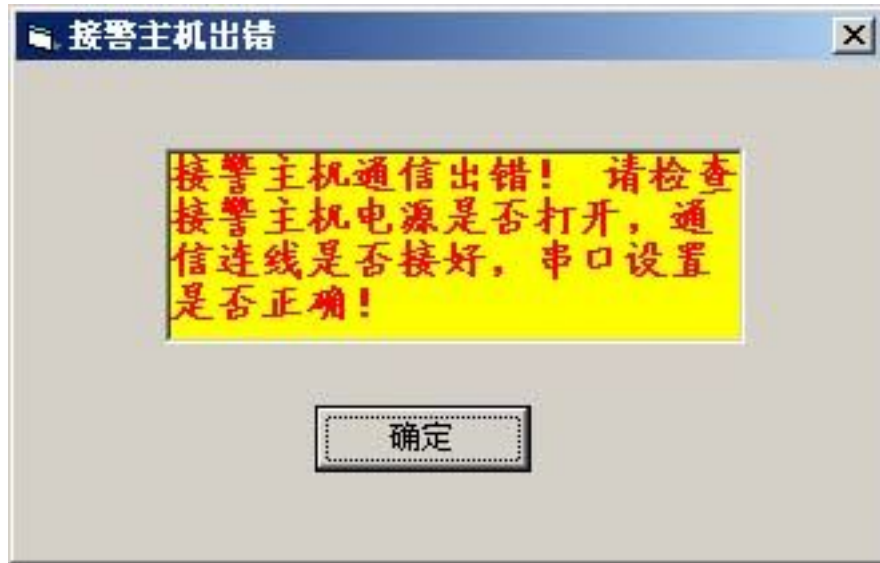 接警主机出错
接警主机通信出错! 请检查
接警主机电源是否打开，通
信连线是否接好，串口设置
是否正确!
确定